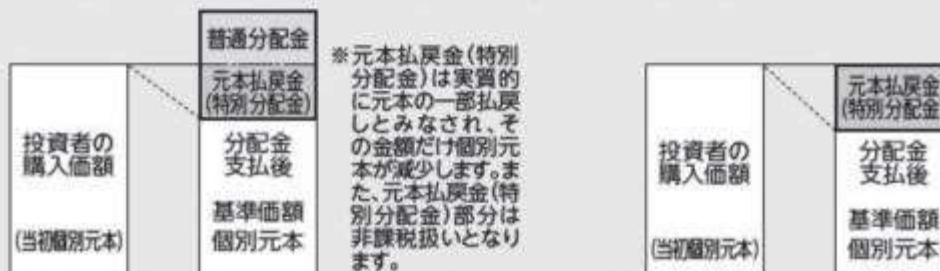 普通分配金
元本払戻金
(特別分配金)
投資者の
購入価額
(当初個別元本)
分配金
支払後
基準価額
個別元本
※元本払戻金(特別
分配金)は実質的
に元本の一部払戻
しとみなされ、そ
の金額だけ個別元
本が減少します。ま
た、元本払戻金(特
別分配金)部分は
非課税扱いとなり
ます。
投資者の
購入価額
(当初個別元本)
元本払戻金
(特別分配金
分配金
支払後
基準価額
個別元本